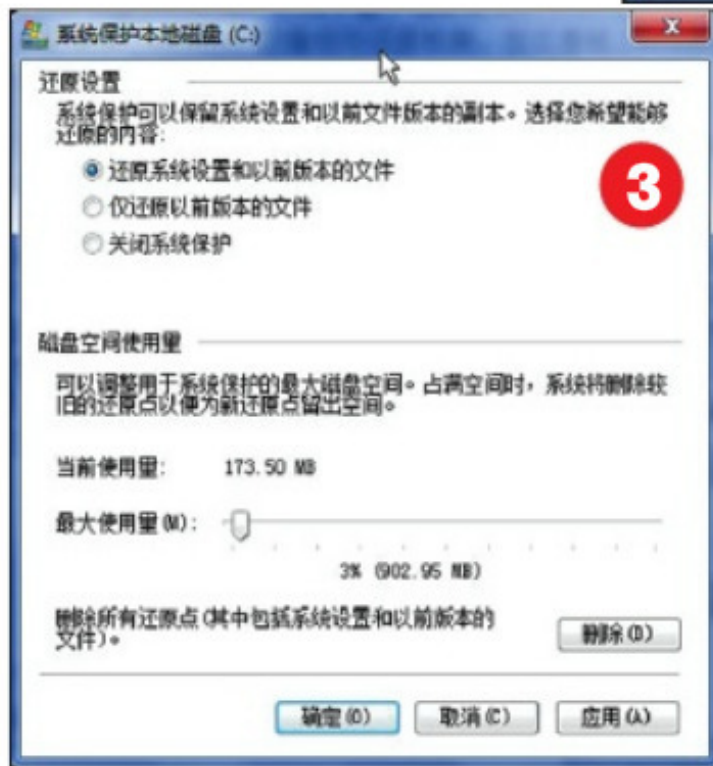 系统保护本地磁盘 (C:)
还原设置
系统保护可以保留系统设置和以前文件版本的副本。选择您希望能够
还原的内容:
还原系统设置和以前版本的文件
仅还原以前版本的文件
关闭系统保护
3
磁盘空间使用量
可以调整用于系统保护的最大磁盘空间。占满空间时，系统将删除较
旧的还原点以便为新还原点留出空间。
当前使用量: 173.50 MB
最大使用量(M):
3% (902.95 MB)
删除所有还原点(其中包括系统设置和以前版本的
文件)。
删除(D)
确定(O) 取消(C) 应用(A)